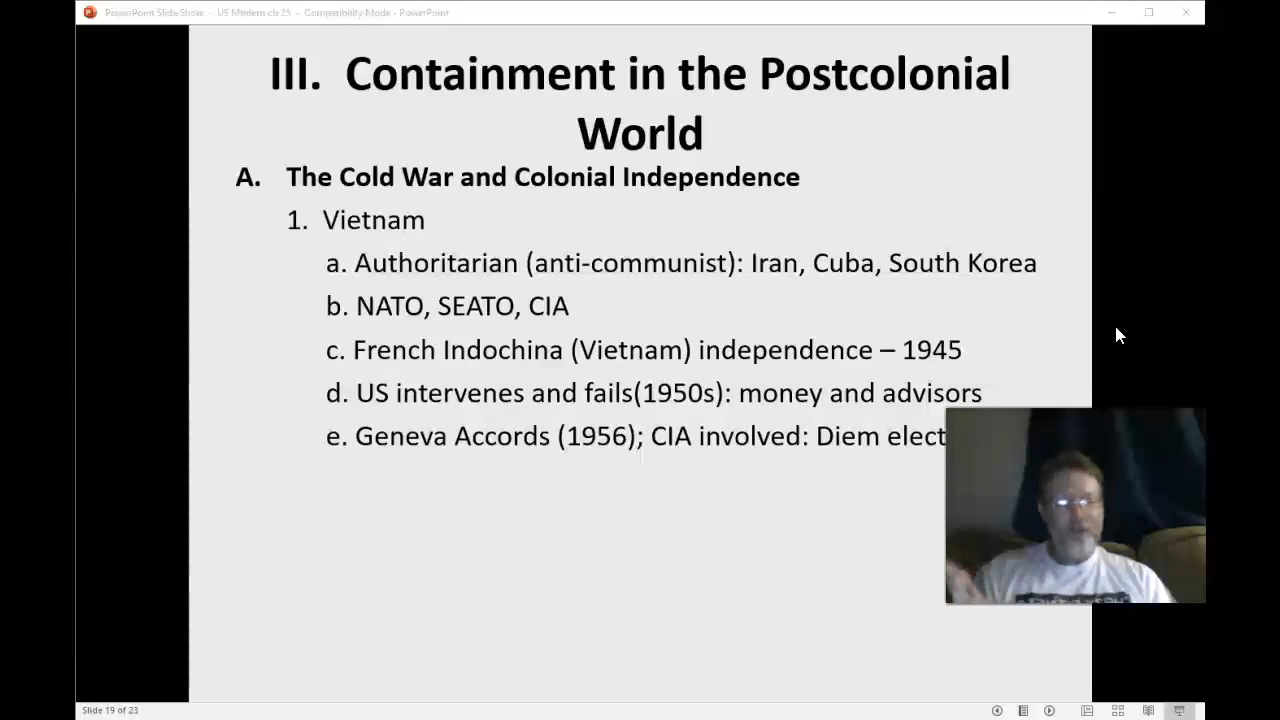 PowerPoint Slide Show - US Modern ch 25 - Compatibility Mode - PowerPoint
III. Containment in the Postcolonial
World
A. The Cold War and Colonial Independence
1. Vietnam
a. Authoritarian (anti-communist): Iran, Cuba, South Korea
b. NATO, SEATO, CIA
c. French Indochina (Vietnam) independence – 1945
d. US intervenes and fails(1950s): money and advisors
e. Geneva Accords (1956); CIA involved: Diem elect
Slide 19 of 23